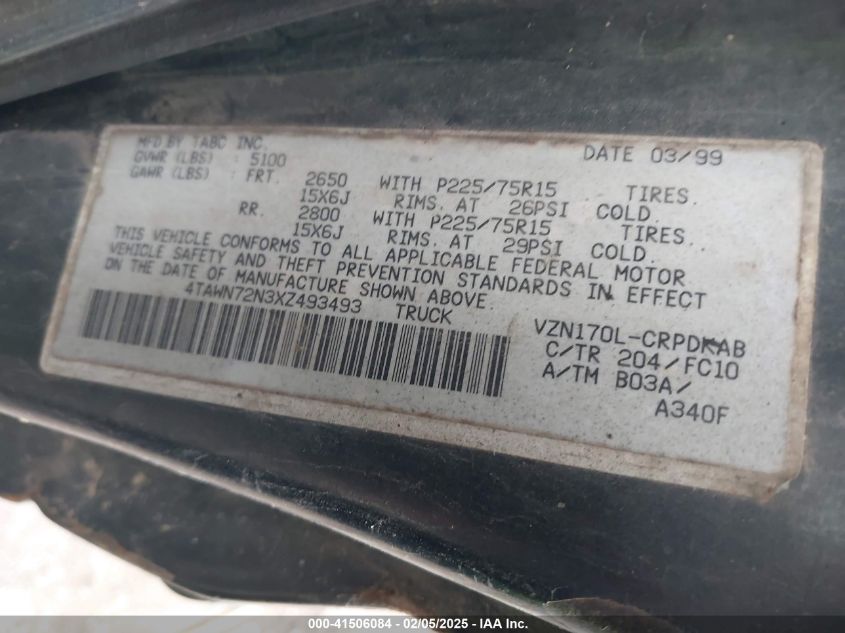 MFD BY TABC INC. DATE 03/99
GVWR (LBS) : 5100
GAWR (LBS) : FRT. 2650 WITH P225/75R15 TIRES.
15X6J RIMS. AT 26PSI COLD.
RR. 2800 WITH P225/75R15 TIRES.
15X6J RIMS. AT 29PSI COLD.
THIS VEHICLE CONFORMS TO ALL APPLICABLE FEDERAL MOTOR
VEHICLE SAFETY AND THEFT PREVENTION STANDARDS IN EFFECT
ON THE DATE OF MANUFACTURE SHOWN ABOVE.
4TAWN72N3XZ493493 TRUCK
VZN170L-CRPDKAB
C/TR 204/FC10
A/TM B03A/
A340F
000-41506084 - 02/05/2025 - IAA Inc.